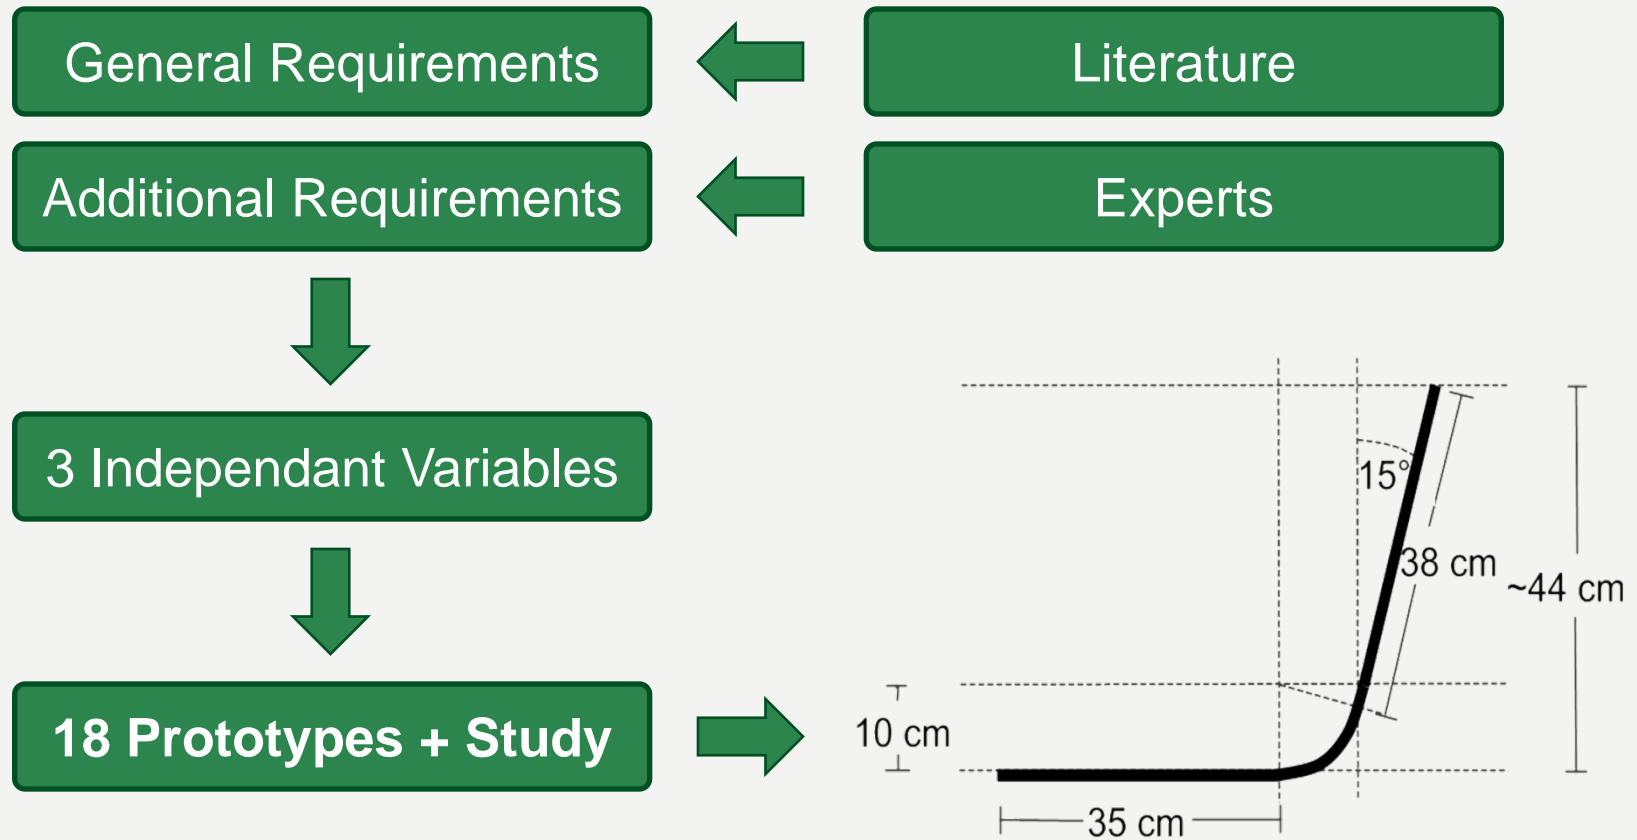 General Requirements
Literature
Additional Requirements
Experts
3 Independant Variables
18 Prototypes + Study
15°
38 cm
~44 cm
10 cm
35 cm